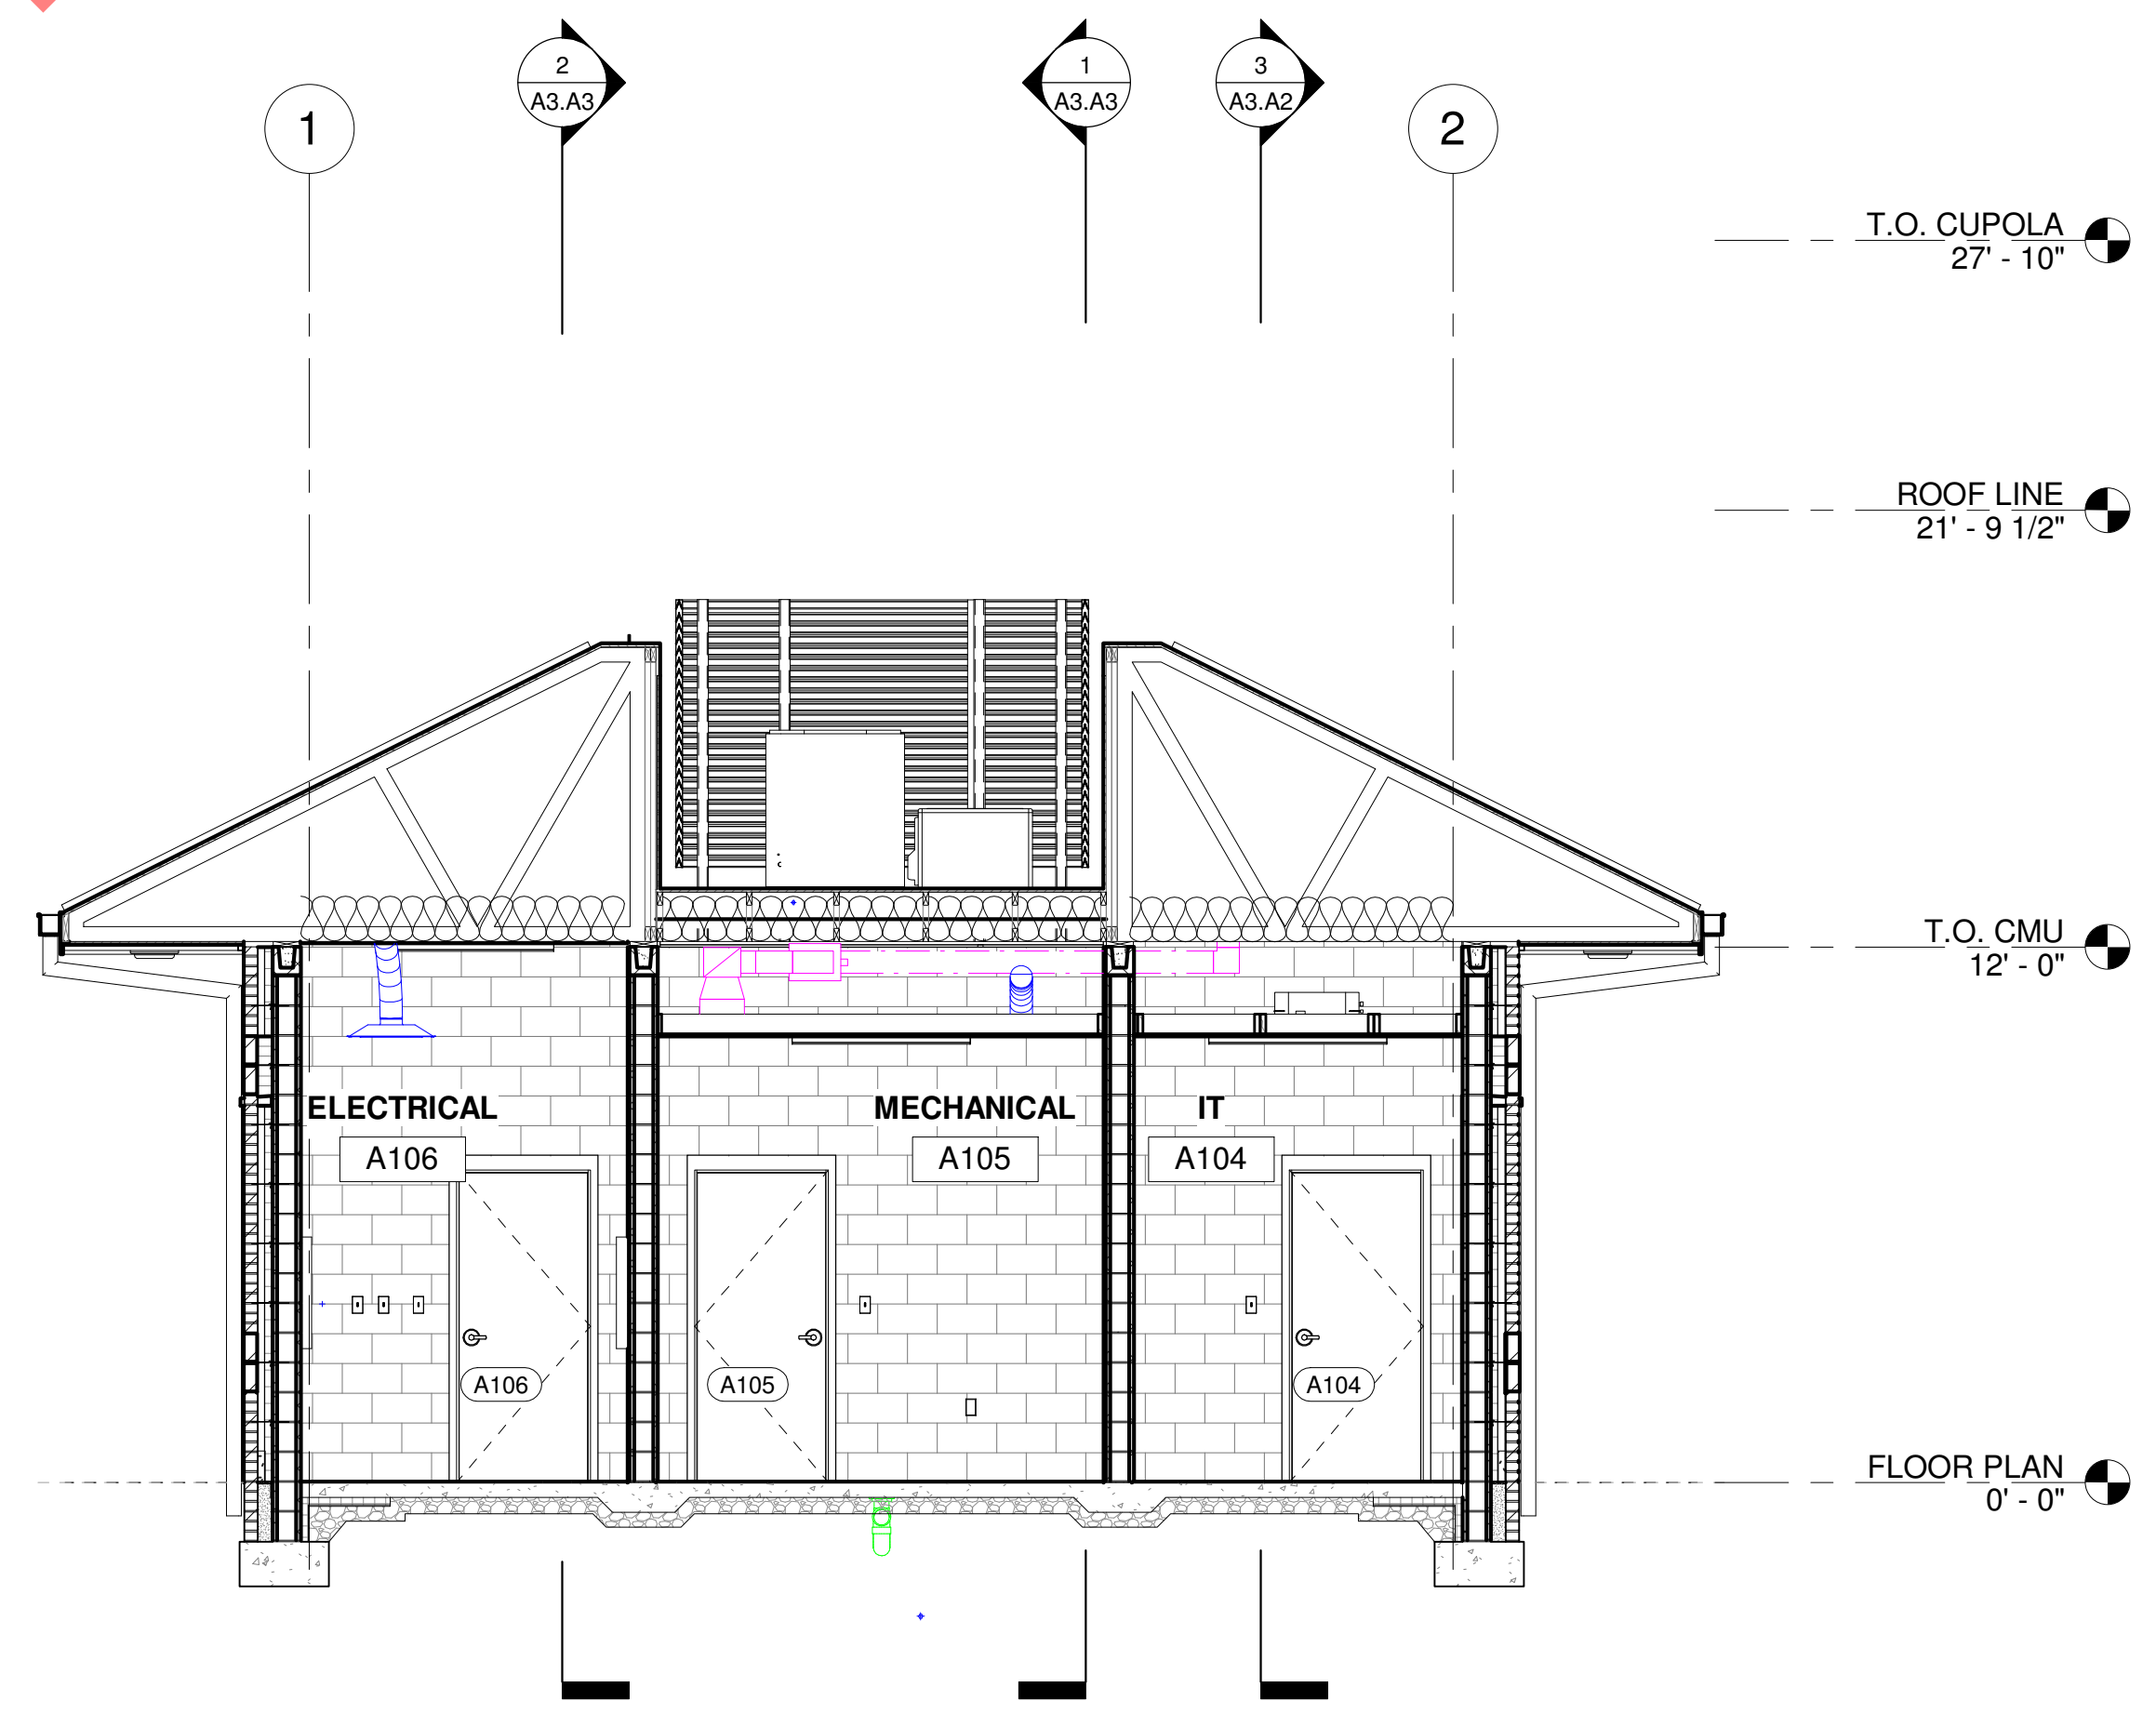 2
A3.A3
1
A3.A3
3
A3.A2
1
2
T.O. CUPOLA
27' - 10"
ROOF LINE
21' - 9 1/2"
T.O. CMU
12' - 0"
ELECTRICAL
A106
MECHANICAL
A105
IT
A104
A106
A105
A104
FLOOR PLAN
0' - 0"